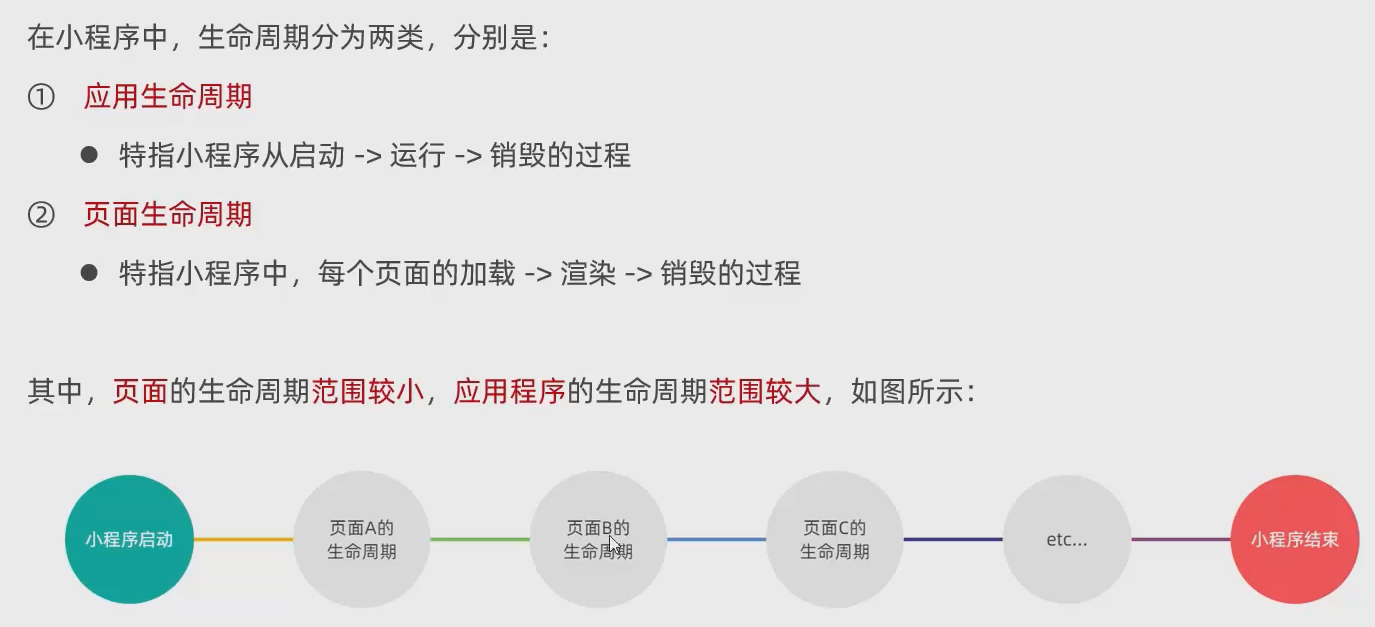 在小程序中，生命周期分为两类，分别是：
① 应用生命周期
● 特指小程序从启动 -> 运行 -> 销毁的过程
② 页面生命周期
● 特指小程序中，每个页面的加载 -> 渲染 -> 销毁的过程
其中，页面的生命周期范围较小，应用程序的生命周期范围较大，如图所示：
小程序启动
页面A的
生命周期
页面B的
生命周期
页面C的
生命周期
etc...
小程序结束